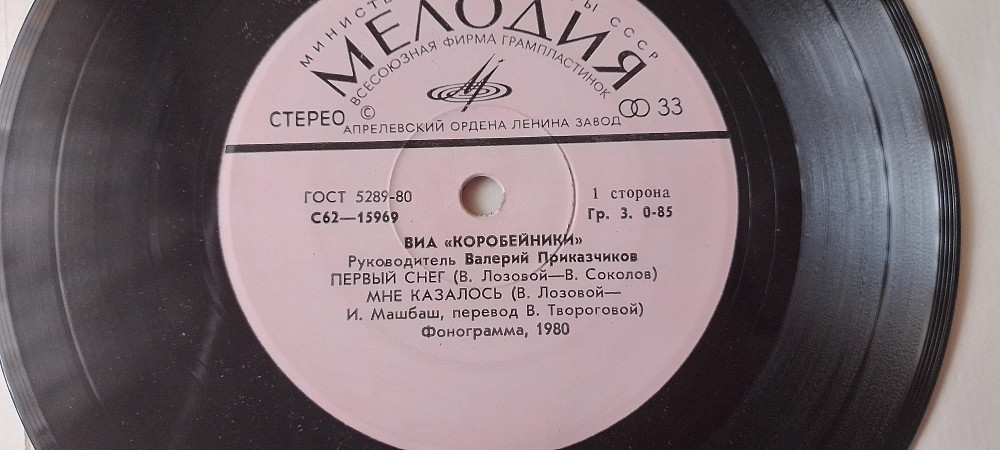 МИНИСТЕ Ы СССР
МЕЛОДИЯ
ВСЕСОЮЗНАЯ ФИРМА ГРАМПЛАСТИНОК
СТЕРЕО © 33
АПРЕЛЕВСКИЙ ОРДЕНА ЛЕНИНА ЗАВОД
ГОСТ 5289-80 1 сторона
С62—15969 Гр. 3. 0-85
ВИА «КОРОБЕЙНИКИ»
Руководитель Валерий Приказчиков
ПЕРВЫЙ СНЕГ (В. Лозовой—В. Соколов)
МНЕ КАЗАЛОСЬ (В. Лозовой—
И. Машбаш, перевод В. Твороговой)
Фонограмма, 1980